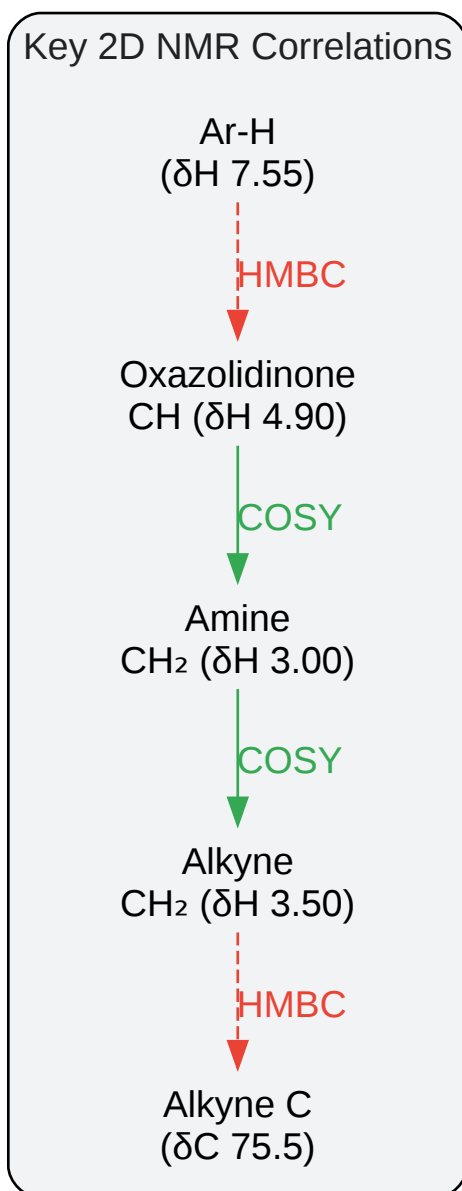 Key 2D NMR Correlations
Ar-H
(δH 7.55)
HMBC
Oxazolidinone
CH (δH 4.90)
COSY
Amine
CH₂ (δH 3.00)
COSY
Alkyne
CH₂ (δH 3.50)
HMBC
Alkyne C
(δC 75.5)